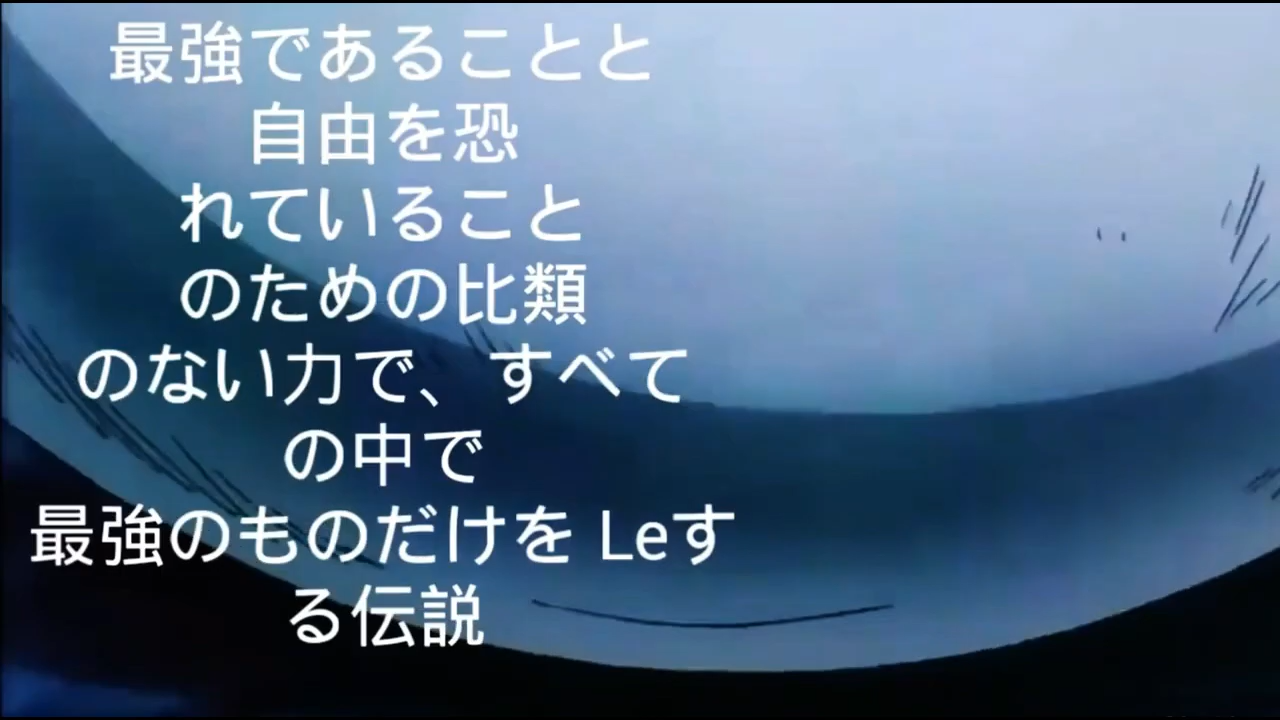 最強であることと
自由を恐
れていること
のための比類
のない力で、すべて
の中で
最強のものだけを Leす
る伝説